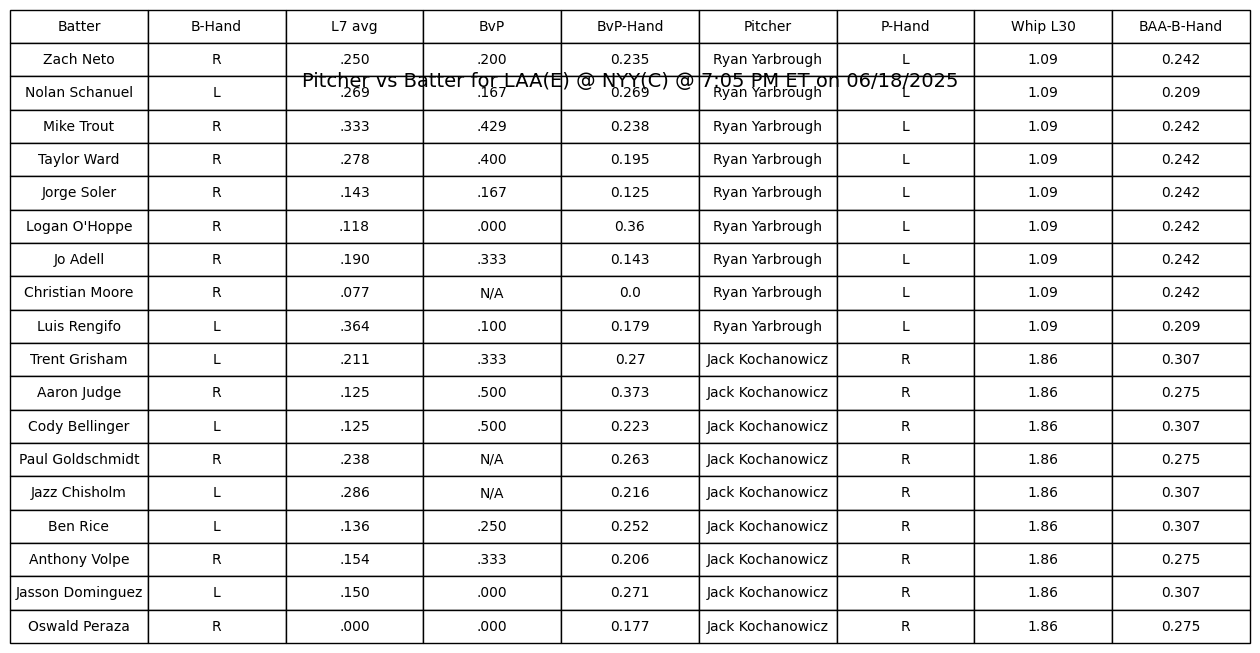 Batter B-Hand L7 avg BvP BvP-Hand Pitcher P-Hand Whip L30 BAA-B-Hand
Zach Neto R .250 .200 0.235 Ryan Yarbrough L 1.09 0.242
Pitcher vs Batter for LAA(E) @ NYY(C) @ 7:05 PM ET on 06/18/2025
Nolan Schanuel L .269 .167 0.269 Ryan Yarbrough L 1.09 0.209
Mike Trout R .333 .429 0.238 Ryan Yarbrough L 1.09 0.242
Taylor Ward R .278 .400 0.195 Ryan Yarbrough L 1.09 0.242
Jorge Soler R .143 .167 0.125 Ryan Yarbrough L 1.09 0.242
Logan O'Hoppe R .118 .000 0.36 Ryan Yarbrough L 1.09 0.242
Jo Adell R .190 .333 0.143 Ryan Yarbrough L 1.09 0.242
Christian Moore R .077 N/A 0.0 Ryan Yarbrough L 1.09 0.242
Luis Rengifo L .364 .100 0.179 Ryan Yarbrough L 1.09 0.209
Trent Grisham L .211 .333 0.27 Jack Kochanowicz R 1.86 0.307
Aaron Judge R .125 .500 0.373 Jack Kochanowicz R 1.86 0.275
Cody Bellinger L .125 .500 0.223 Jack Kochanowicz R 1.86 0.307
Paul Goldschmidt R .238 N/A 0.263 Jack Kochanowicz R 1.86 0.275
Jazz Chisholm L .286 N/A 0.216 Jack Kochanowicz R 1.86 0.307
Ben Rice L .136 .250 0.252 Jack Kochanowicz R 1.86 0.307
Anthony Volpe R .154 .333 0.206 Jack Kochanowicz R 1.86 0.275
Jasson Dominguez L .150 .000 0.271 Jack Kochanowicz R 1.86 0.307
Oswald Peraza R .000 .000 0.177 Jack Kochanowicz R 1.86 0.275